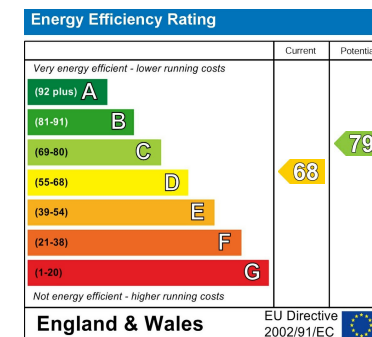 Energy Efficiency Rating
Current Potentia
Very energy efficient - lower running costs
(92 plus) A
(81-91) B
(69-80) C
79
(55-68) D
68
(39-54) E
(21-38) F
(1-20) G
Not energy efficient - higher running costs
England & Wales
EU Directive
2002/91/EC